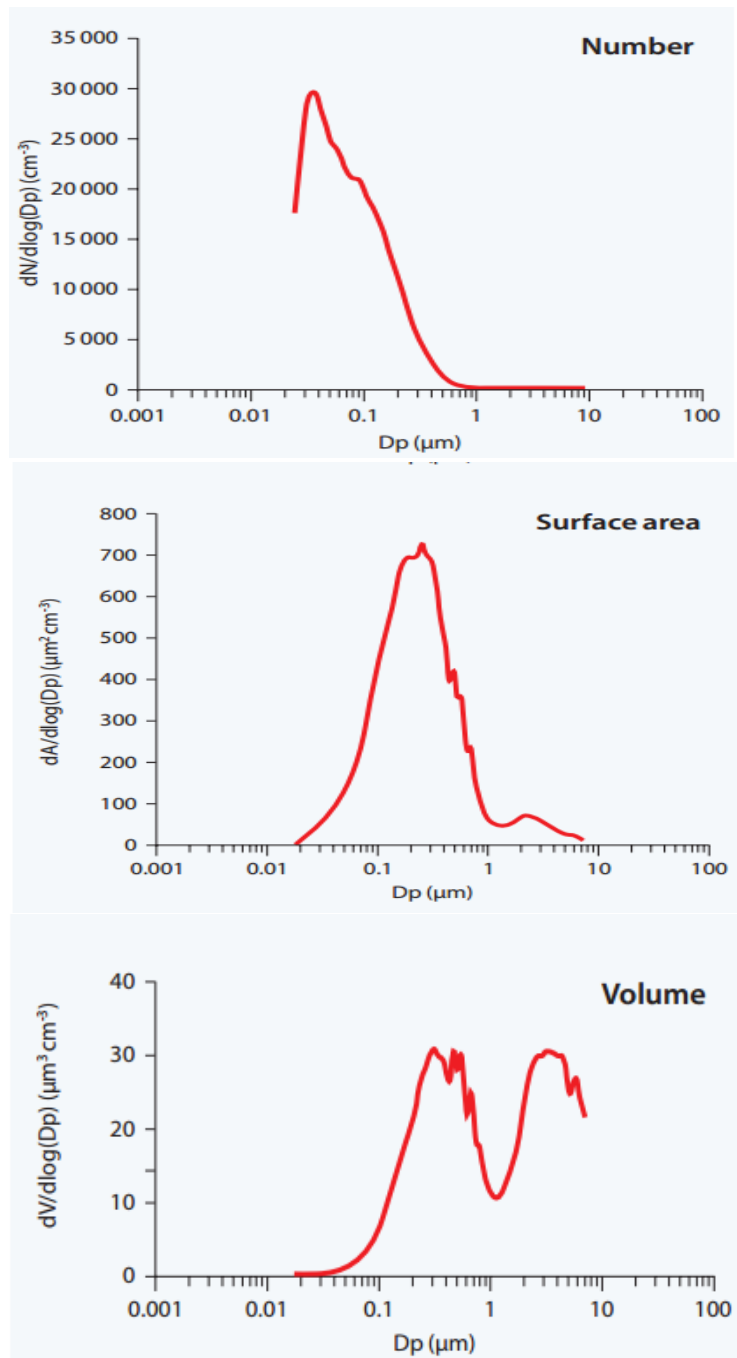 Number
dN/dlog(Dp) (cm-3)
35 000
30 000
25 000
20 000
15 000
10 000
5 000
0
0.001 0.01 0.1 1 10 100
Dp (µm)
Surface area
dA/dlog(Dp) (µm2 cm-3)
800
700
600
500
400
300
200
100
0
0.001 0.01 0.1 1 10 100
Dp (µm)
Volume
dV/dlog(Dp) (µm3 cm-3)
40
30
20
10
0
0.001 0.01 0.1 1 10 100
Dp (µm)